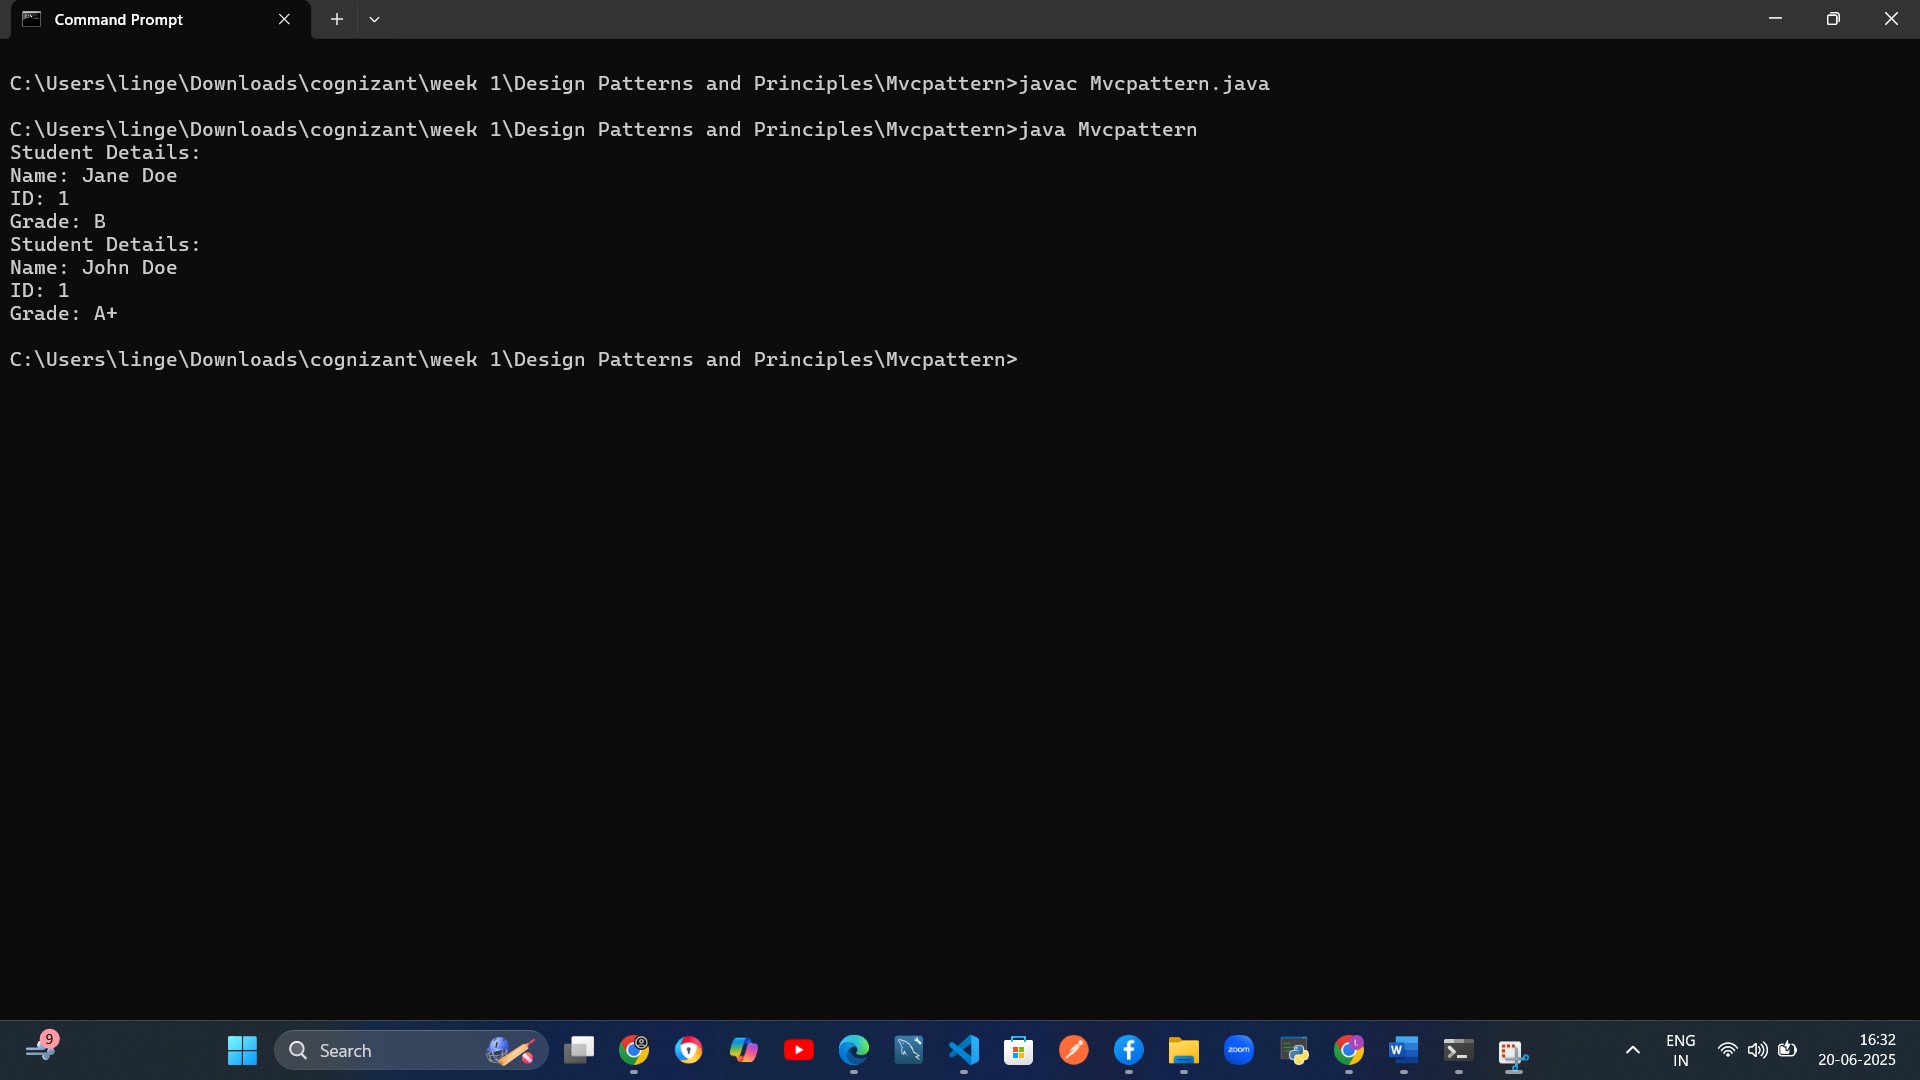 Command Prompt
C:\Users\linge\Downloads\cognizant\week 1\Design Patterns and Principles\Mvcpattern>javac Mvcpattern.java
C:\Users\linge\Downloads\cognizant\week 1\Design Patterns and Principles\Mvcpattern>java Mvcpattern
Student Details:
Name: Jane Doe
ID: 1
Grade: B
Student Details:
Name: John Doe
ID: 1
Grade: A+
C:\Users\linge\Downloads\cognizant\week 1\Design Patterns and Principles\Mvcpattern>
9
Search
zoom
L
W
ENG
IN
16:32
20-06-2025